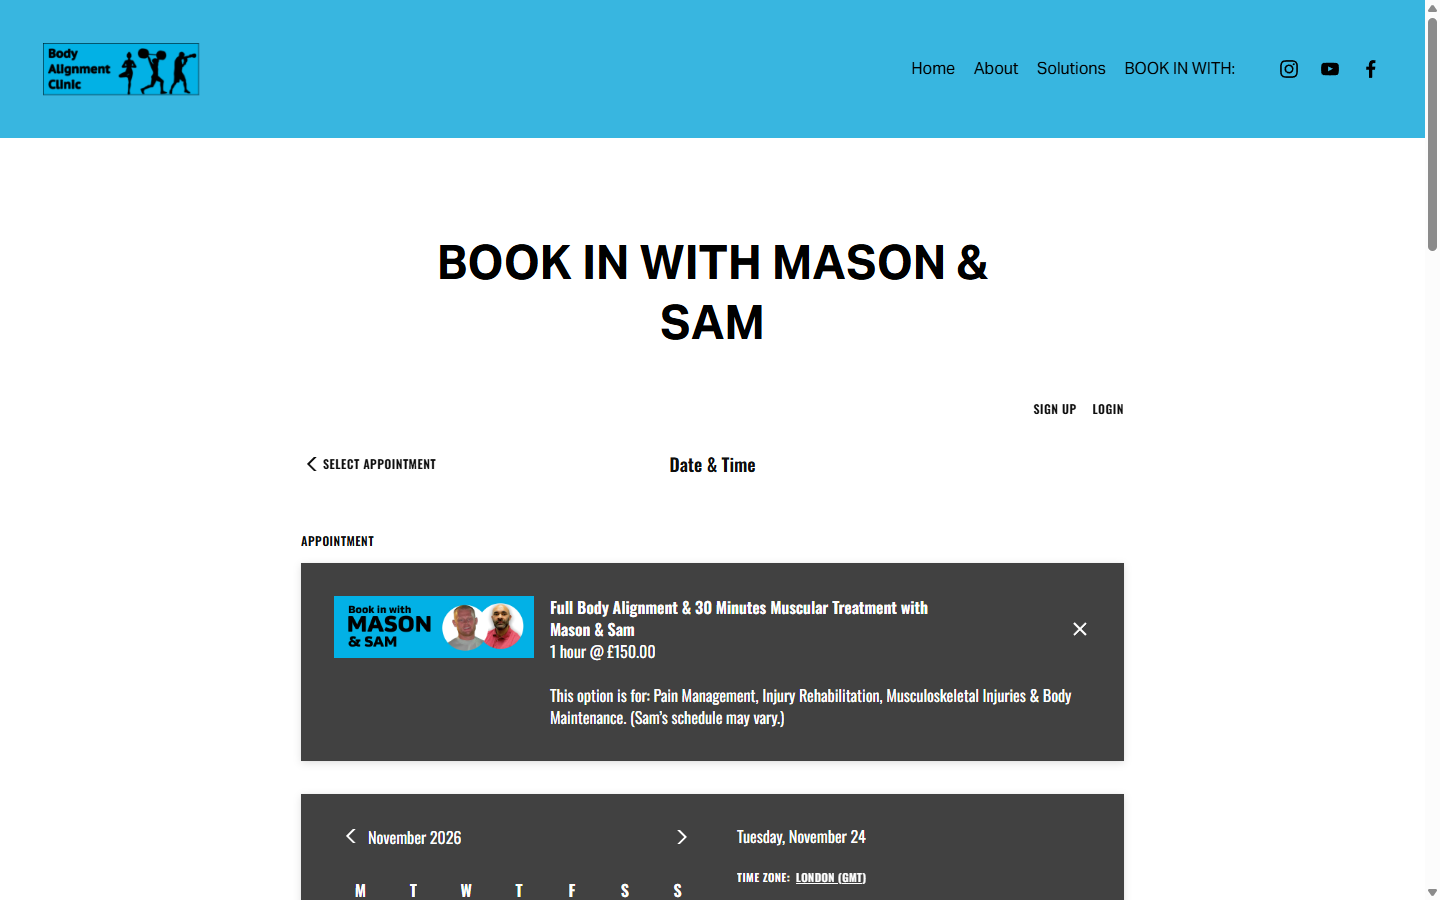 Body
Alignment
Clinic
Home
About
Solutions
BOOK IN WITH:
BOOK IN WITH MASON &
SAM
SIGN UP
LOGIN
SELECT APPOINTMENT
Date & Time
APPOINTMENT
Book in with
MASON
& SAM
Full Body Alignment & 30 Minutes Muscular Treatment with
Mason & Sam
1 hour @ £150.00
This option is for: Pain Management, Injury Rehabilitation, Musculoskeletal Injuries & Body
Maintenance. (Sam's schedule may vary.)
November 2026
M T W T F S S
Tuesday, November 24
TIME ZONE: LONDON (GMT)